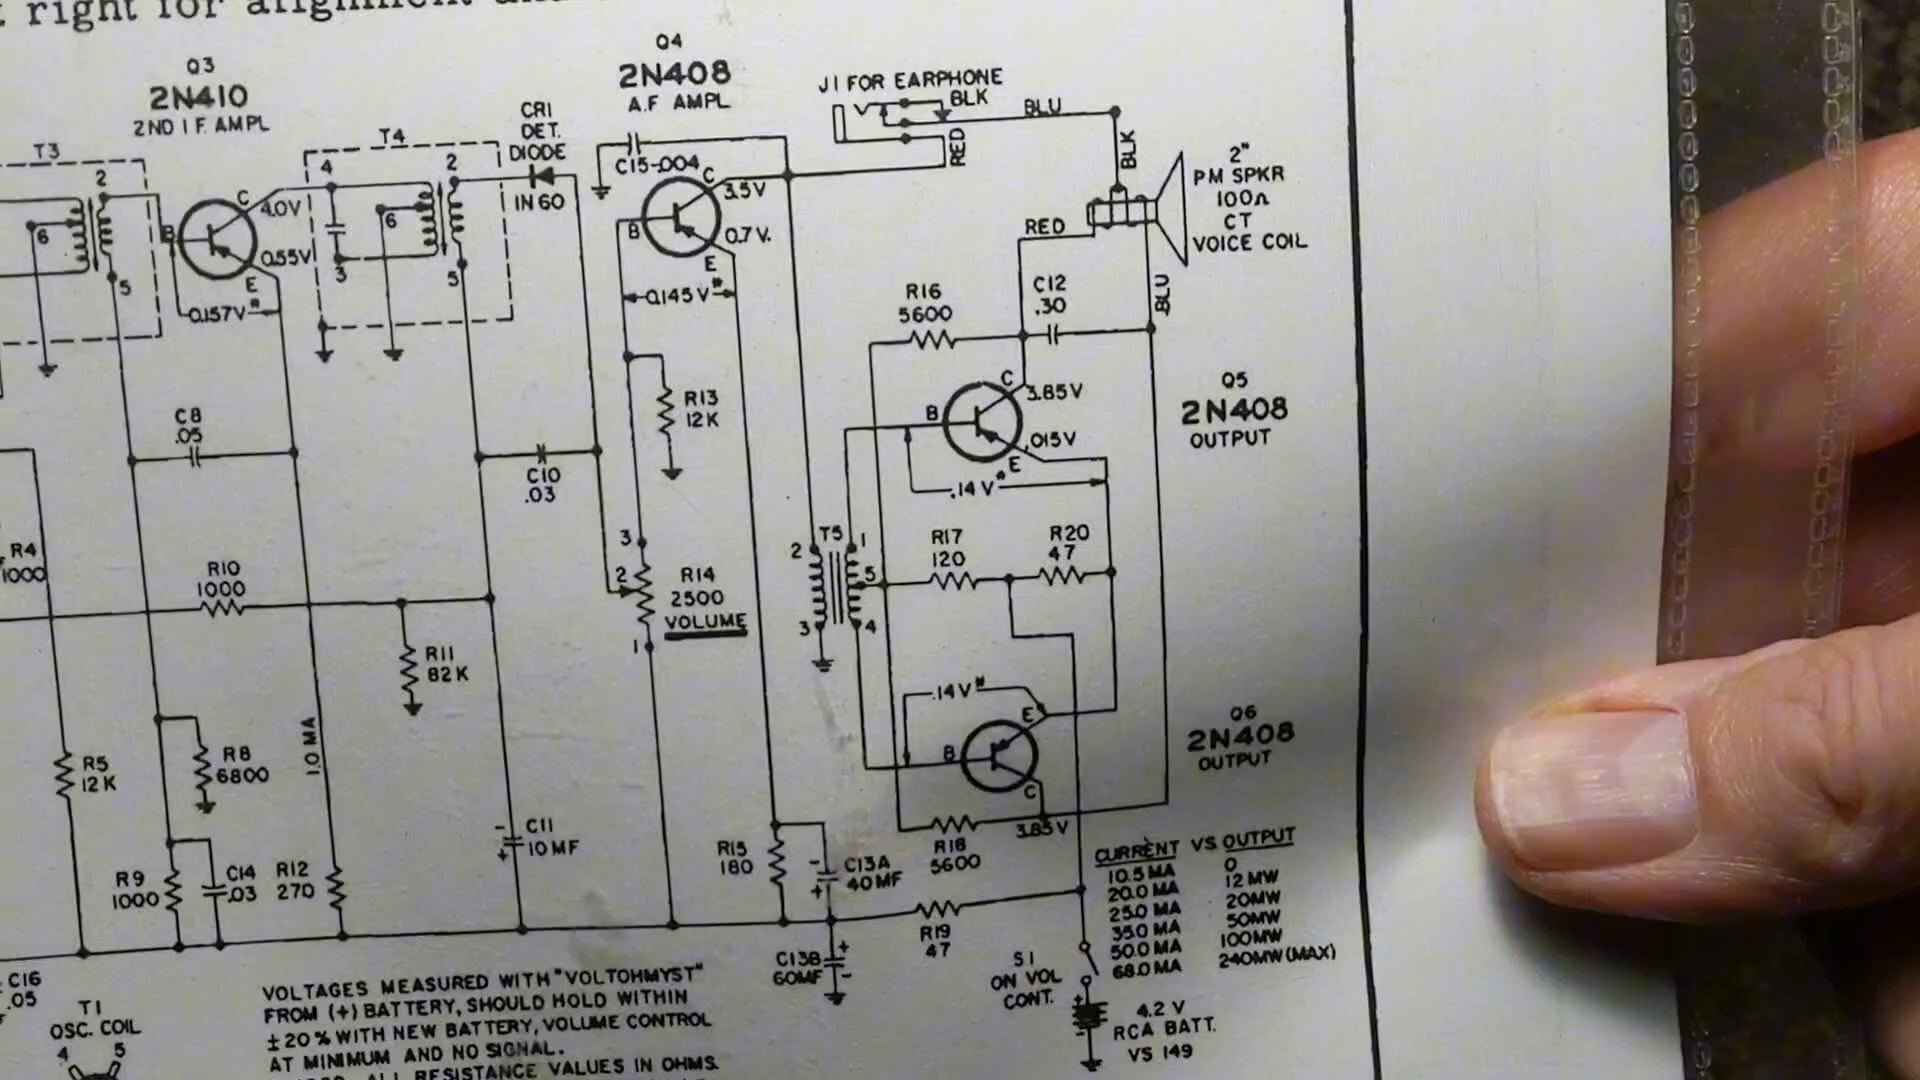 right for alignment
Q3
2N410
2ND I F. AMPL
Q4
2N408
A.F AMPL
CR1
DET.
DIODE
IN 60
J1 FOR EARPHONE
BLK
BLU
RED
BLK
2"
PM SPKR
100Ω
CT
VOICE COIL
RED
BLU
T3
2
6
5
B
C
4.0V
0.55V
E
0.157V*
T4
4
2
6
3
5
C15-.004
C
3.5V
B
0.7 V.
E
0.145V*
R16
5600
C12
.30
C
3.85V
B
.015V
E
.14V*
Q5
2N408
OUTPUT
C8
.05
C10
.03
R13
12K
R4
1000
R10
1000
R11
82K
3
2
1
R14
2500
VOLUME
T5
2
1
5
3
4
R17
120
R20
47
.14V*
E
B
C
3.85V
Q6
2N408
OUTPUT
R5
12K
R8
6800
1.0 MA
C11
10MF
-
+
R9
1000
C14
.03
R12
270
R15
180
-
+
C13A
40MF
R18
5600
R19
47
C13B
60MF
+
-
CURRENT VS OUTPUT
10.5 MA 0
20.0 MA 12 MW
25.0 MA 20MW
35.0 MA 50MW
50.0 MA 100MW
68.0 MA 240MW(MAX)
S1
ON VOL
CONT.
+
-
4.2 V
RCA BATT.
VS 149
C16
.05
T1
OSC. COIL
4 5
VOLTAGES MEASURED WITH "VOLTOHMYST"
FROM (+) BATTERY, SHOULD HOLD WITHIN
±20% WITH NEW BATTERY, VOLUME CONTROL
AT MINIMUM AND NO SIGNAL.
ALL RESISTANCE VALUES IN OHMS.